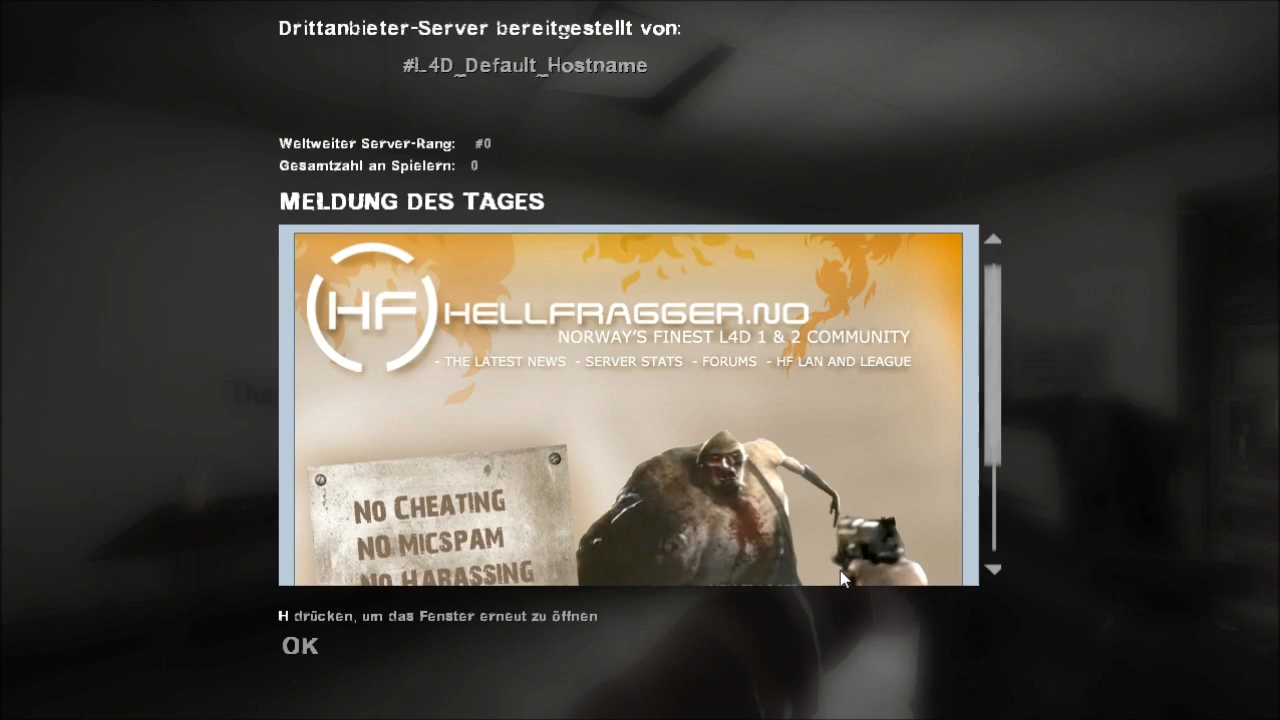 Drittanbieter-Server bereitgestellt von:
#L4D_Default_Hostname
Weltweiter Server-Rang: #0
Gesamtzahl an Spielern: 0
MELDUNG DES TAGES
HF HELLFRAGGER.NO
NORWAY'S FINEST L4D 1 & 2 COMMUNITY
- THE LATEST NEWS - SERVER STATS - FORUMS - HF LAN AND LEAGUE
NO CHEATING
NO MICSPAM
NO HARASSING
H drücken, um das Fenster erneut zu öffnen
OK